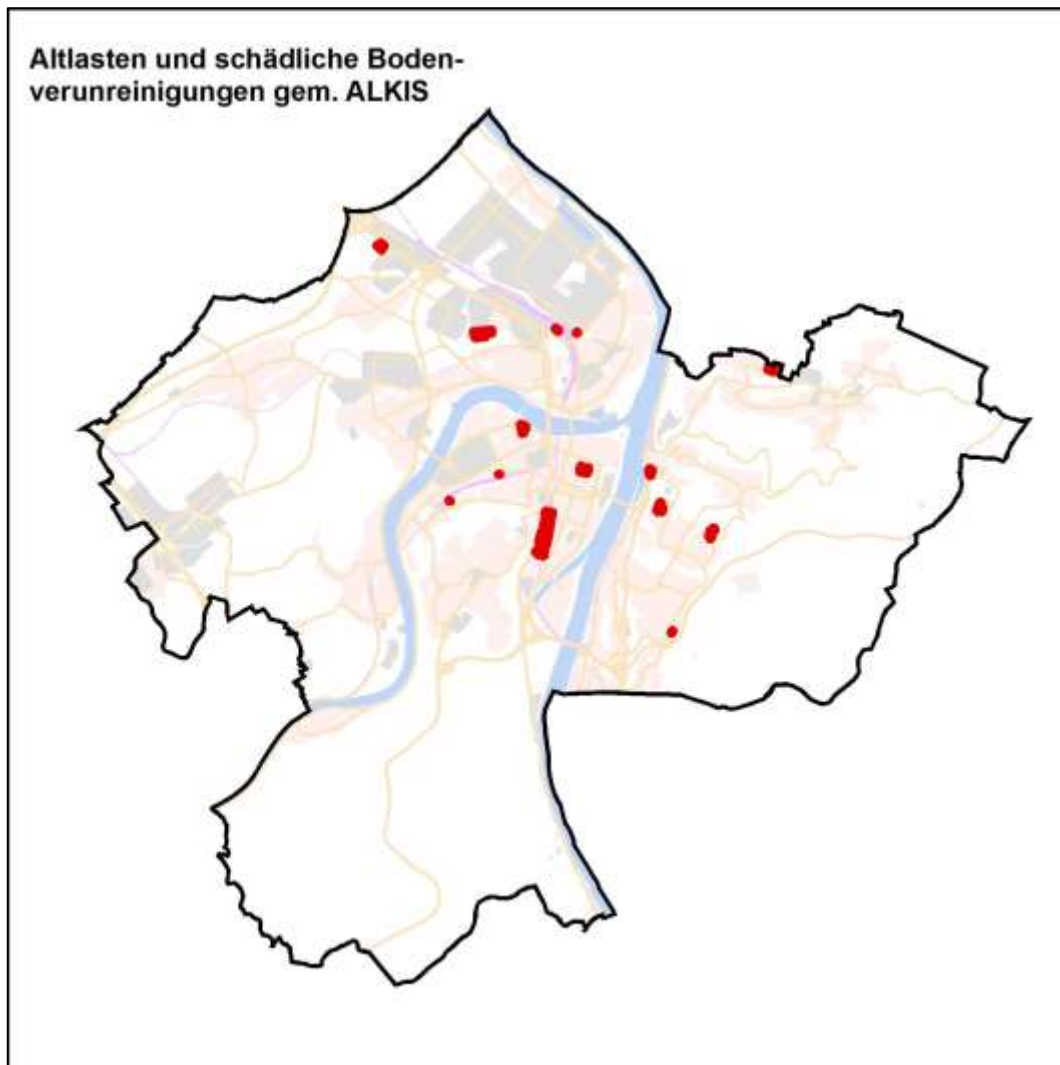 Altlasten und schädliche Boden-
verunreinigungen gem. ALKIS